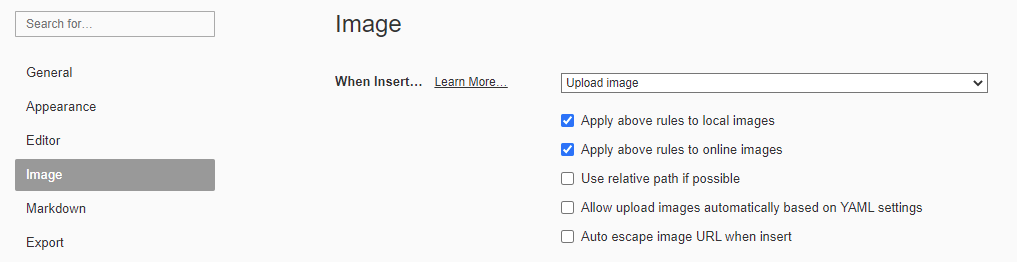 Search for…
General
Appearance
Editor
Image
Markdown
Export
Image
When Insert… Learn More… Upload image
Apply above rules to local images
Apply above rules to online images
Use relative path if possible
Allow upload images automatically based on YAML settings
Auto escape image URL when insert